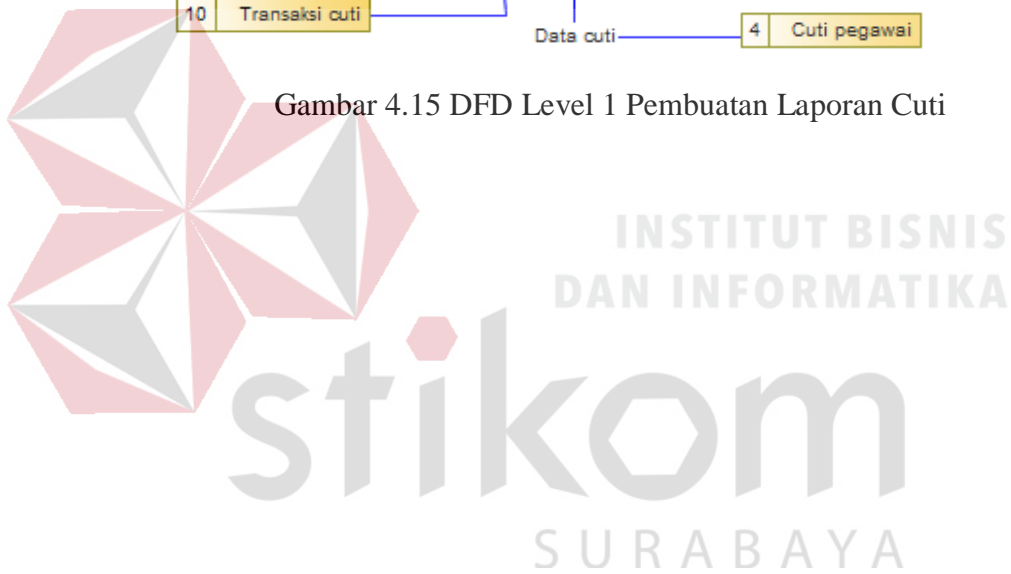 10 Transaksi cuti
Data cuti
4 Cuti pegawai
Gambar 4.15 DFD Level 1 Pembuatan Laporan Cuti
INSTITUT BISNIS
DAN INFORMATIKA
stikom
SURABAYA